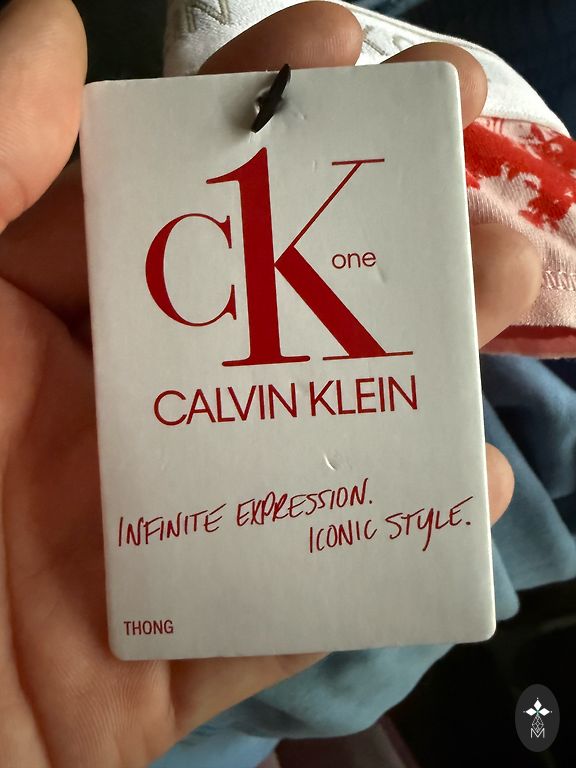 cK one
CALVIN KLEIN
INFINITE EXPRESSION.
ICONIC STYLE.
THONG